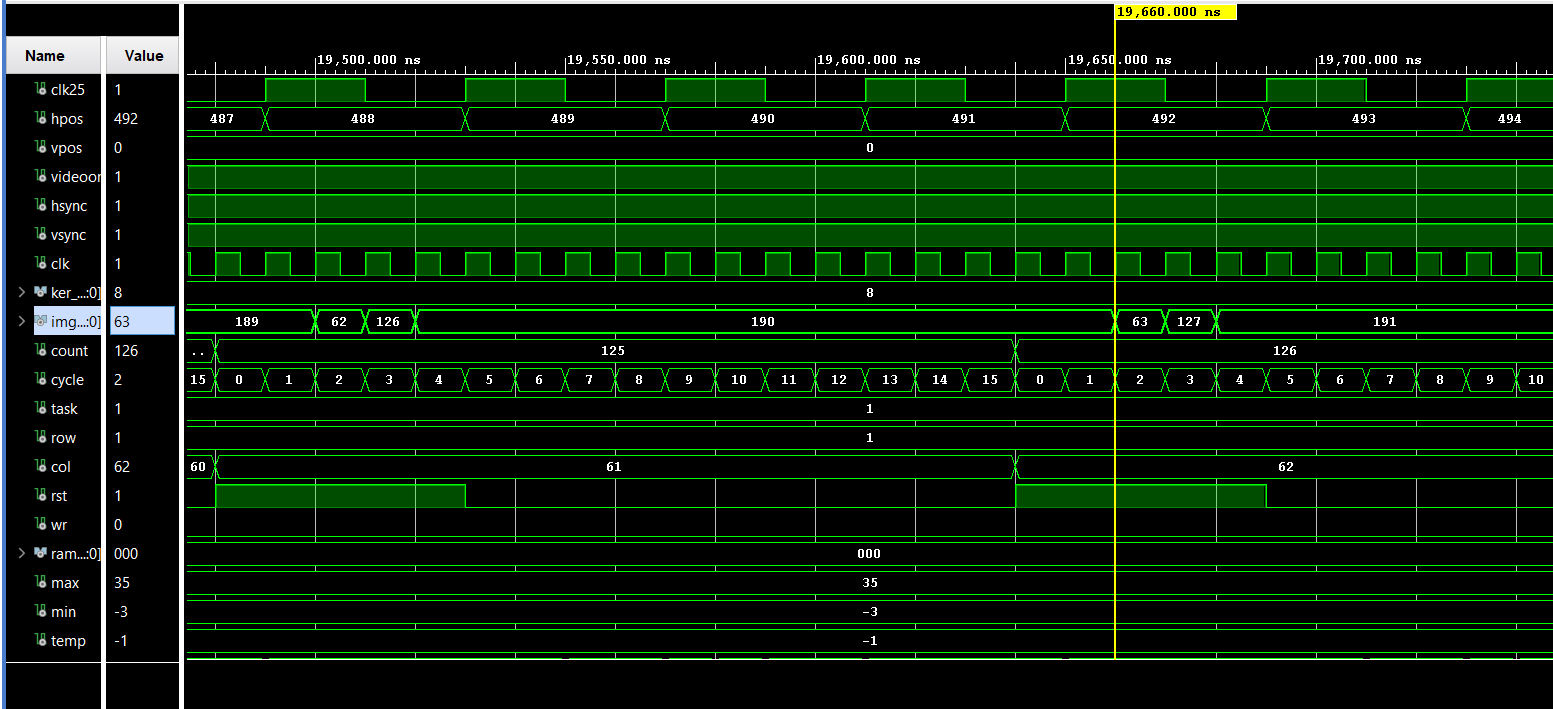 19,660.000 ns
Name Value
19,500.000 ns 19,550.000 ns 19,600.000 ns 19,650.000 ns 19,700.000 ns
clk25 1
hpos 492 487 488 489 490 491 492 493 494
vpos 0 0
videoor 1
hsync 1
vsync 1
clk 1
ker_...:0] 8 8
img...:0] 63 189 62 126 190 63 127 191
count 126 .. 125 126
cycle 2 15 0 1 2 3 4 5 6 7 8 9 10 11 12 13 14 15 0 1 2 3 4 5 6 7 8 9 10
task 1 1
row 1 1
col 62 60 61 62
rst 1
wr 0
ram...:0] 000 000
max 35 35
min -3 -3
temp -1 -1